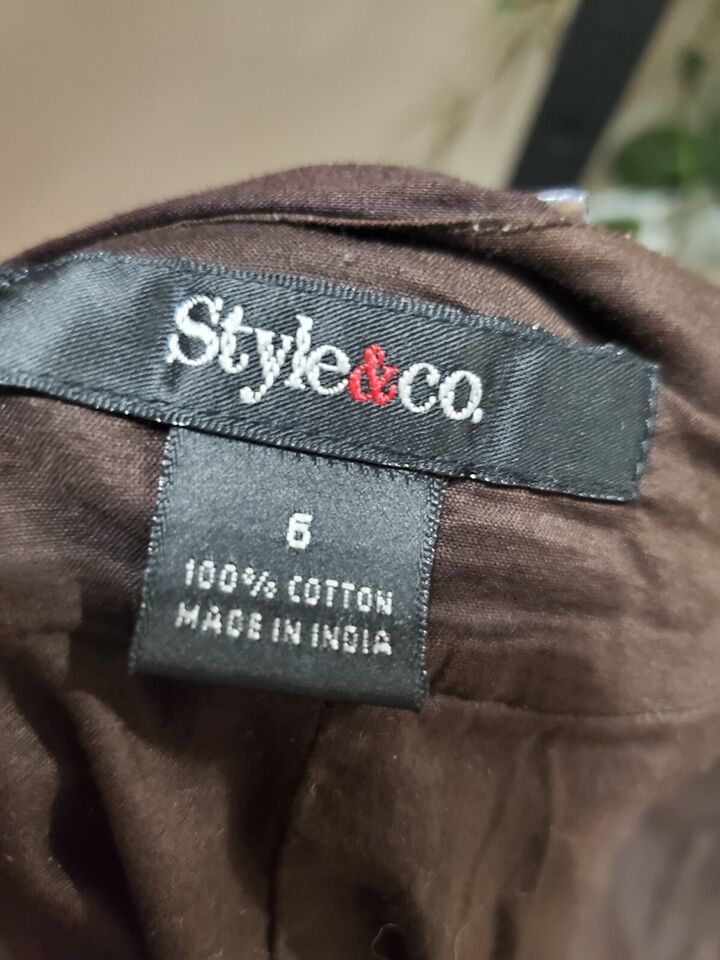 Style&co.
6
100% COTTON
MADE IN INDIA